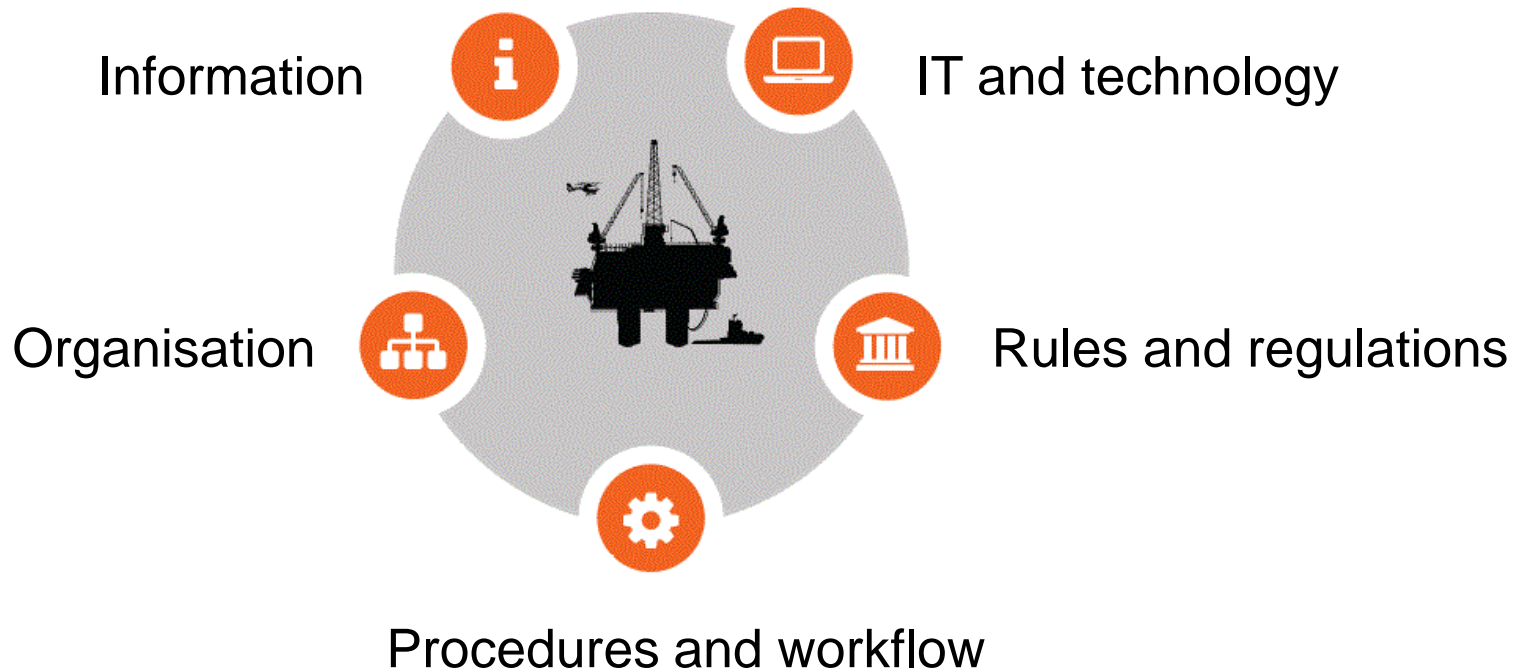 Information
IT and technology
Organisation
Rules and regulations
Procedures and workflow